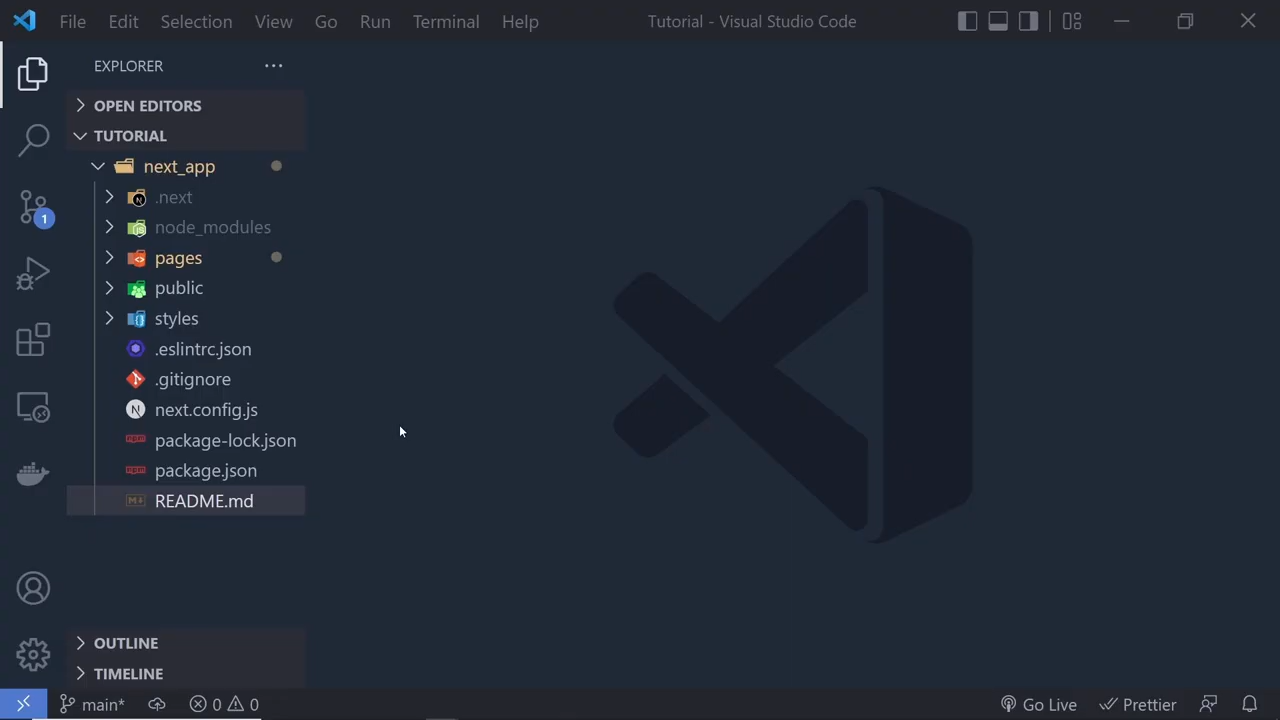 File Edit Selection View Go Run Terminal Help Tutorial - Visual Studio Code
EXPLORER
OPEN EDITORS
TUTORIAL
next_app
.next
node_modules
pages
public
styles
.eslintrc.json
.gitignore
next.config.js
package-lock.json
package.json
README.md
1
OUTLINE
TIMELINE
main* 0 0 Go Live Prettier